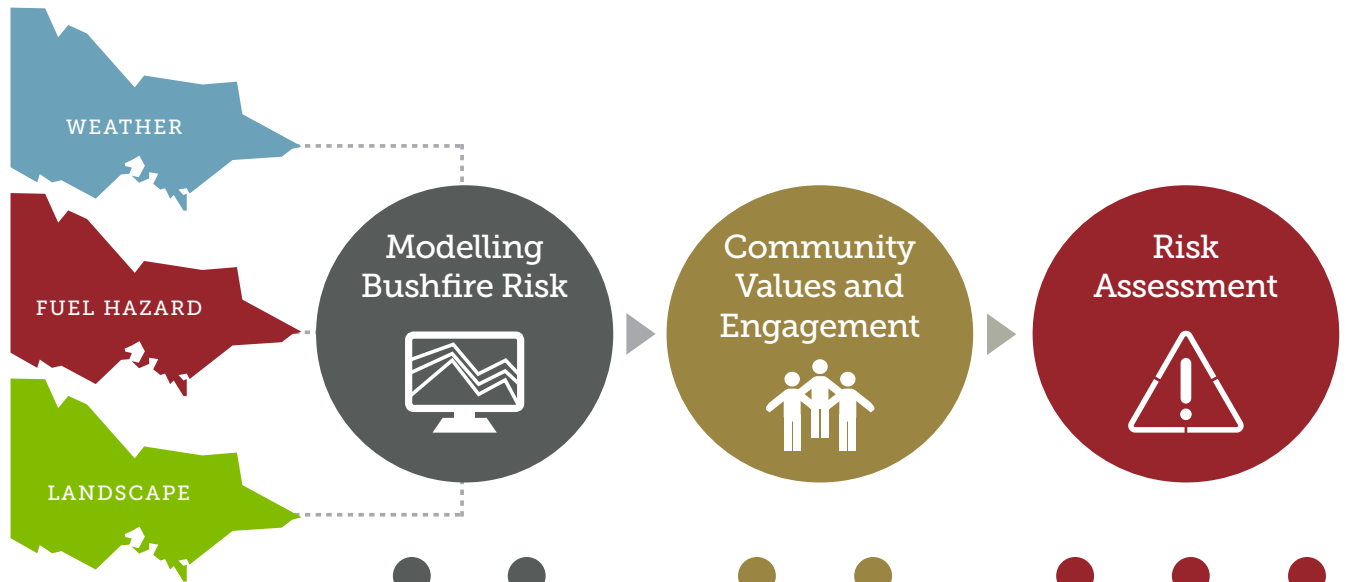 WEATHER
FUEL HAZARD
LANDSCAPE
Modelling
Bushfire Risk
Community
Values and
Engagement
Risk
Assessment